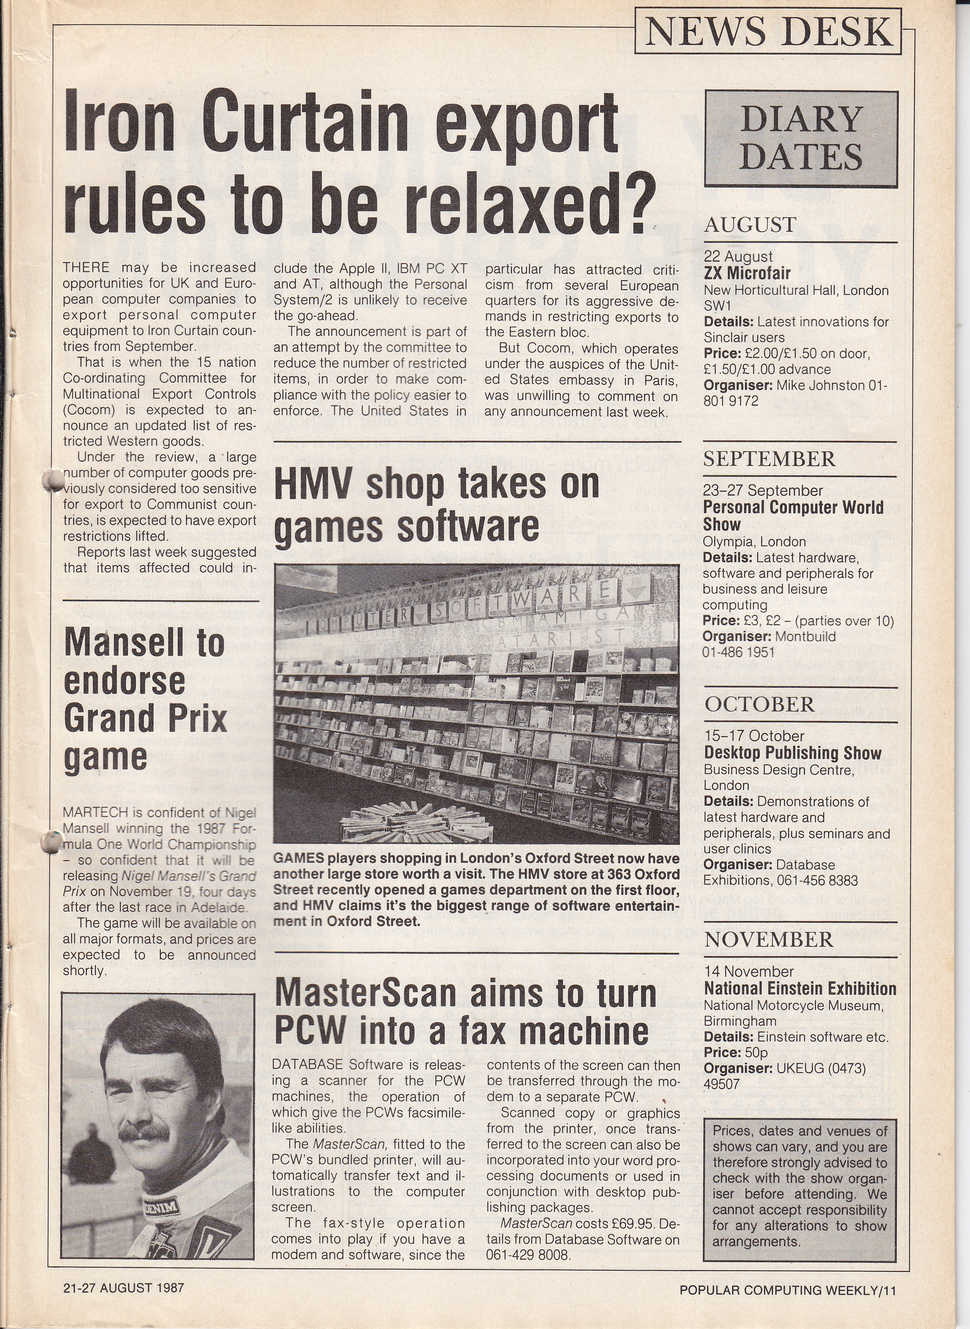 NEWS DESK
Iron Curtain export
rules to be relaxed?
THERE may be increased
opportunities for UK and Euro-
pean computer companies to
export personal computer
equipment to Iron Curtain coun-
tries from September.
That is when the 15 nation
Co-ordinating Committee for
Multinational Export Controls
(Cocom) is expected to an-
nounce an updated list of res-
tricted Western goods.
Under the review, a large
number of computer goods pre-
viously considered too sensitive
for export to Communist coun-
tries, is expected to have export
restrictions lifted.
Reports last week suggested
that items affected could in-
clude the Apple II, IBM PC XT
and AT, although the Personal
System/2 is unlikely to receive
the go-ahead.
The announcement is part of
an attempt by the committee to
reduce the number of restricted
items, in order to make com-
pliance with the policy easier to
enforce. The United States in
particular has attracted criti-
cism from several European
quarters for its aggressive de-
mands in restricting exports to
the Eastern bloc.
But Cocom, which operates
under the auspices of the Unit-
ed States embassy in Paris,
was unwilling to comment on
any announcement last week.
Mansell to
endorse
Grand Prix
game
MARTECH is confident of Nigel
Mansell winning the 1987 For-
mula One World Championship
– so confident that it will be
releasing Nigel Mansell's Grand
Prix on November 19, four days
after the last race in Adelaide.
The game will be available on
all major formats, and prices are
expected to be announced
shortly.
DENIM
HMV shop takes on
games software
COMPUTER SOFTWARE
AMIGA
ATARI ST
GAMES players shopping in London's Oxford Street now have
another large store worth a visit. The HMV store at 363 Oxford
Street recently opened a games department on the first floor,
and HMV claims it's the biggest range of software entertain-
ment in Oxford Street.
MasterScan aims to turn
PCW into a fax machine
DATABASE Software is releas-
ing a scanner for the PCW
machines, the operation of
which give the PCWs facsimile-
like abilities.
The MasterScan, fitted to the
PCW's bundled printer, will au-
tomatically transfer text and il-
lustrations to the computer
screen.
The fax-style operation
comes into play if you have a
modem and software, since the
contents of the screen can then
be transferred through the mo-
dem to a separate PCW.
Scanned copy or graphics
from the printer, once trans-
ferred to the screen can also be
incorporated into your word pro-
cessing documents or used in
conjunction with desktop pub-
lishing packages.
MasterScan costs £69.95. De-
tails from Database Software on
061-429 8008.
DIARY
DATES
AUGUST
22 August
ZX Microfair
New Horticultural Hall, London
SW1
Details: Latest innovations for
Sinclair users
Price: £2.00/£1.50 on door,
£1.50/£1.00 advance
Organiser: Mike Johnston 01-
801 9172
SEPTEMBER
23–27 September
Personal Computer World
Show
Olympia, London
Details: Latest hardware,
software and peripherals for
business and leisure
computing
Price: £3, £2 – (parties over 10)
Organiser: Montbuild
01-486 1951
OCTOBER
15–17 October
Desktop Publishing Show
Business Design Centre,
London
Details: Demonstrations of
latest hardware and
peripherals, plus seminars and
user clinics
Organiser: Database
Exhibitions, 061-456 8383
NOVEMBER
14 November
National Einstein Exhibition
National Motorcycle Museum,
Birmingham
Details: Einstein software etc.
Price: 50p
Organiser: UKEUG (0473)
49507
Prices, dates and venues of
shows can vary, and you are
therefore strongly advised to
check with the show organ-
iser before attending. We
cannot accept responsibility
for any alterations to show
arrangements.
21-27 AUGUST 1987
POPULAR COMPUTING WEEKLY/11